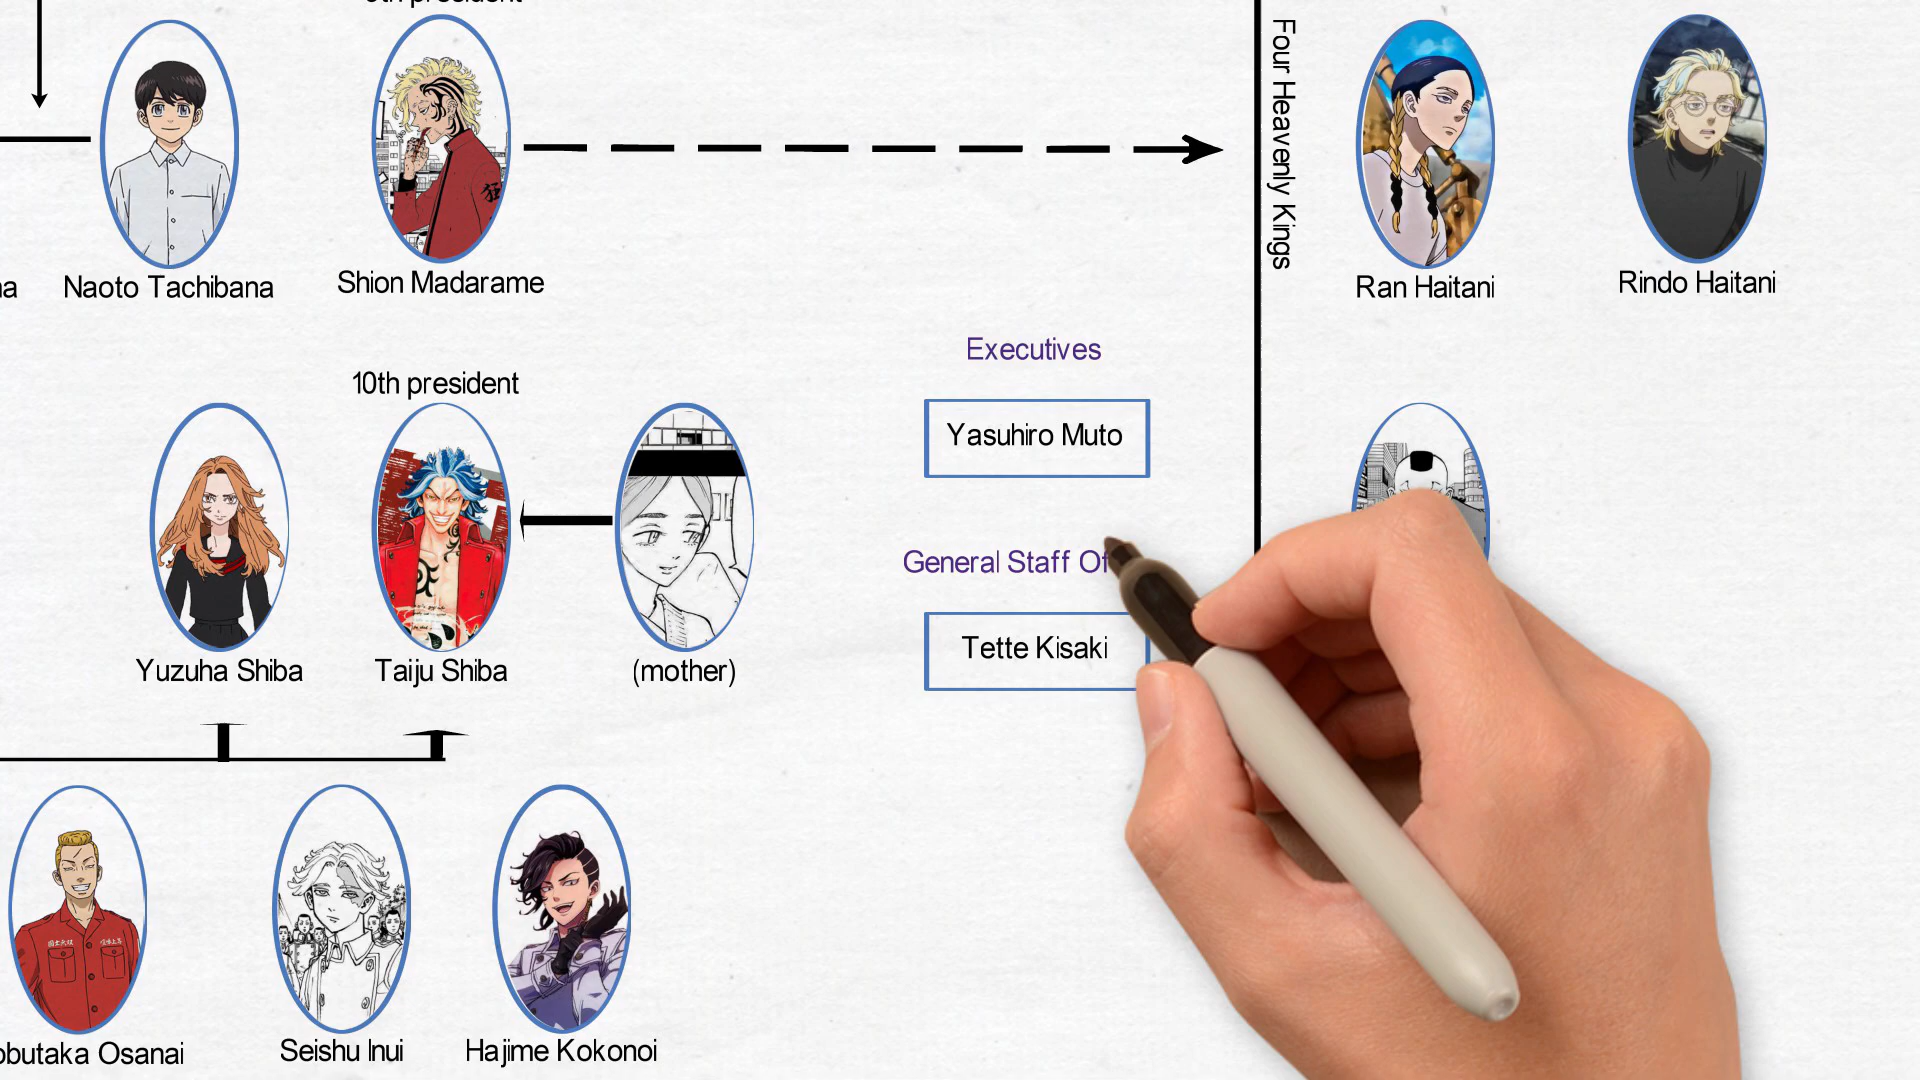 Four Heavenly Kings
Naoto Tachibana
Shion Madarame
Ran Haitani
Rindo Haitani
Executives
10th president
Yasuhiro Muto
General Staff Of
Tette Kisaki
Yuzuha Shiba
Taiju Shiba
(mother)
Osanai
Seishu Inui
Hajime Kokonoi